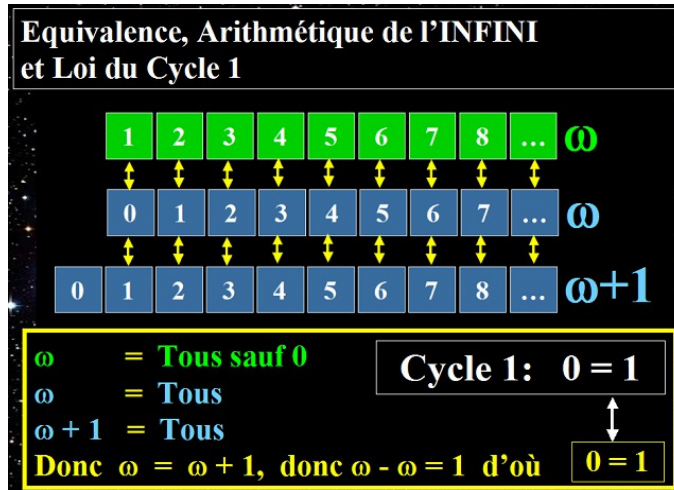 Equivalence, Arithmétique de l'INFINI
et Loi du Cycle 1
1 2 3 4 5 6 7 8 ... ω
0 1 2 3 4 5 6 7 ... ω
0 1 2 3 4 5 6 7 8 ... ω+1
ω = Tous sauf 0
ω = Tous
ω + 1 = Tous
Donc ω = ω + 1, donc ω - ω = 1 d'où
Cycle 1: 0 = 1
0 = 1